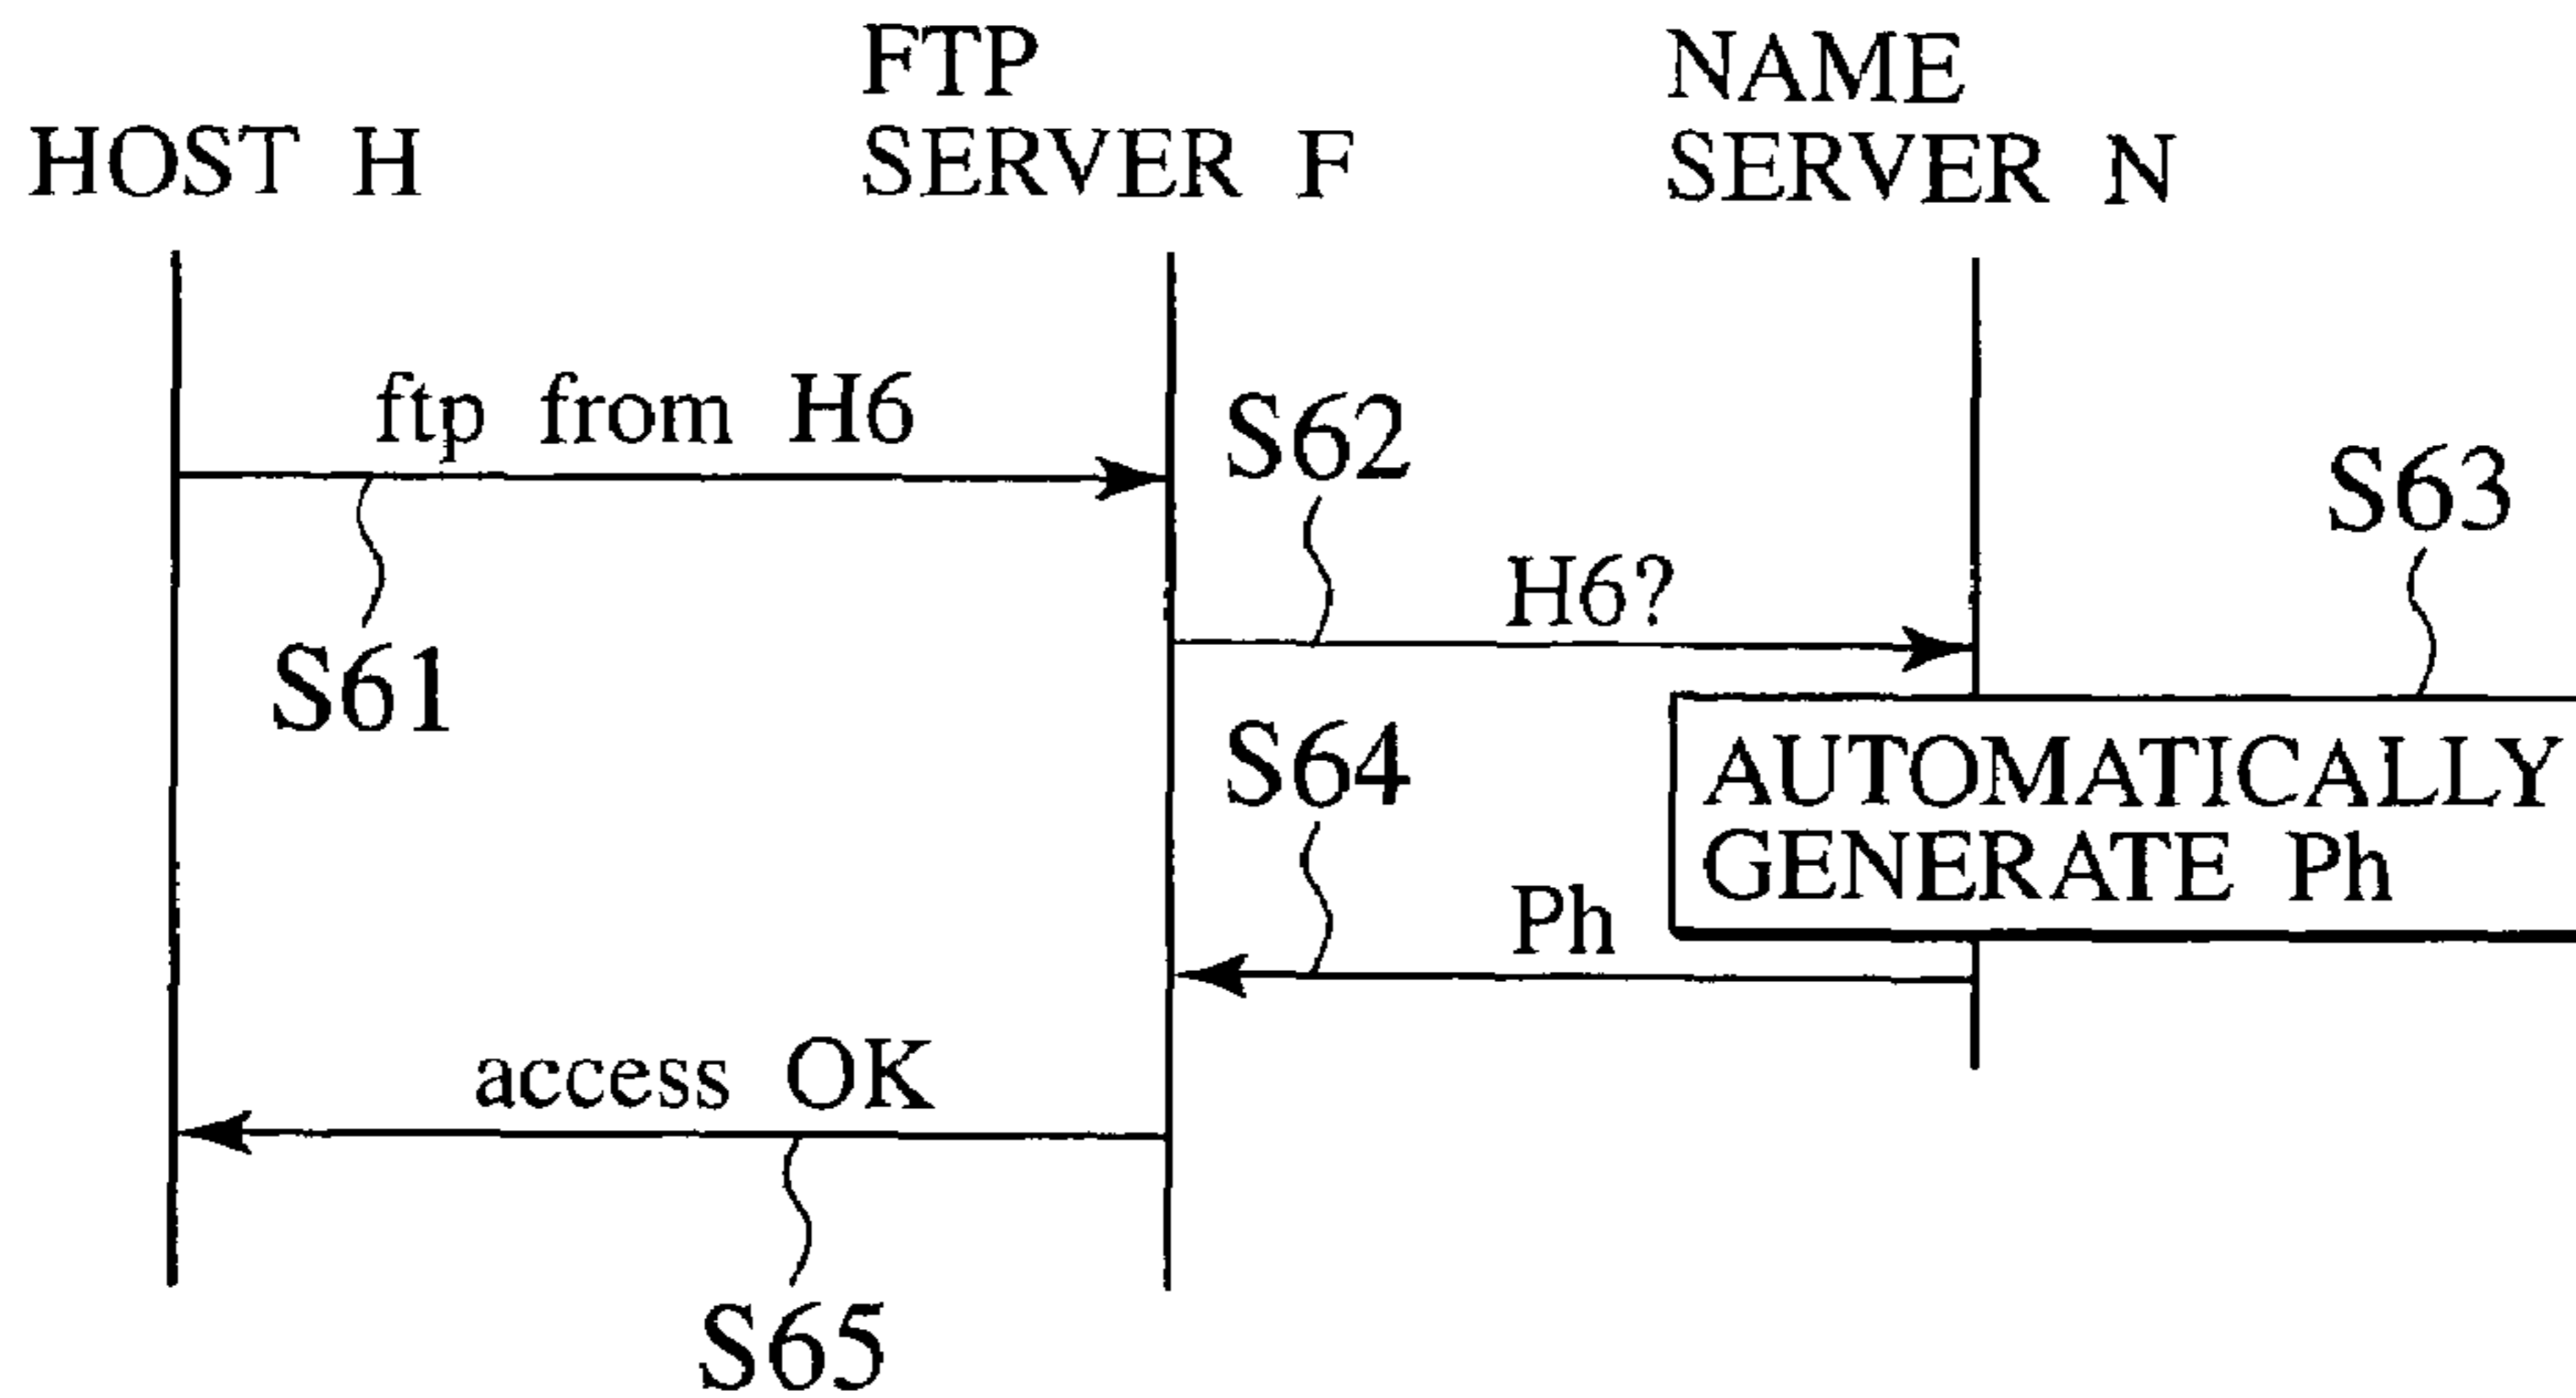 HOST H
FTP
SERVER F
NAME
SERVER N
ftp from H6
S61
S62
H6?
S63
AUTOMATICALLY
GENERATE Ph
S64
Ph
access OK
S65